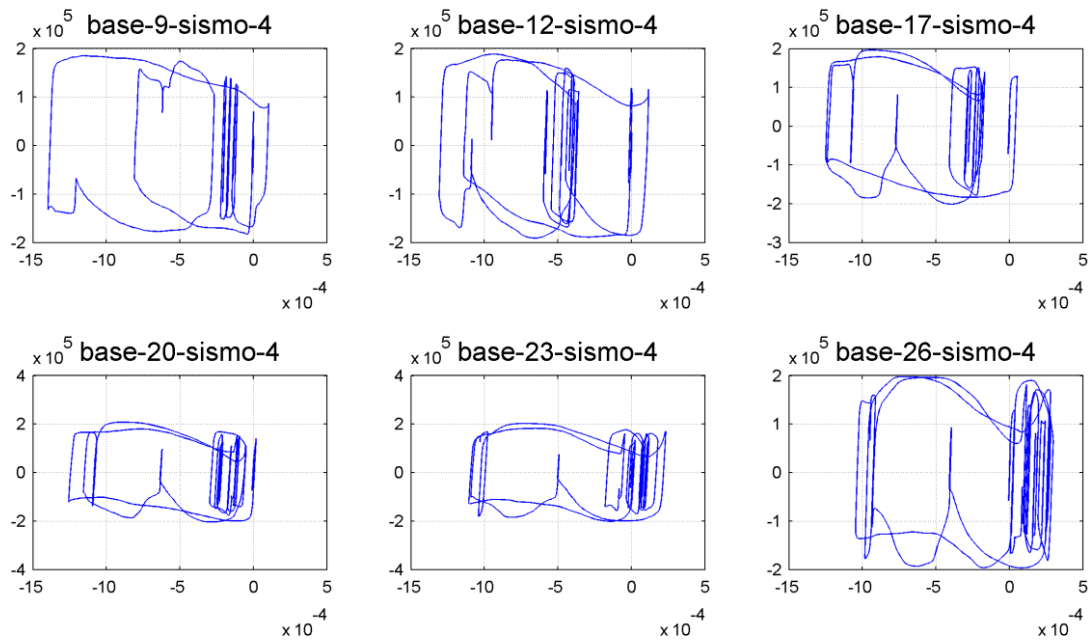 x 10^5 base-9-sismo-4
x 10^5 base-12-sismo-4
x 10^5 base-17-sismo-4
2
1
0
-1
-2
-15 -10 -5 0 5
x 10^-4
2
1
0
-1
-2
-15 -10 -5 0 5
x 10^-4
2
1
0
-1
-2
-3
-15 -10 -5 0 5
x 10^-4
x 10^5 base-20-sismo-4
x 10^5 base-23-sismo-4
x 10^5 base-26-sismo-4
4
2
0
-2
-4
-15 -10 -5 0 5
x 10^-4
4
2
0
-2
-4
-15 -10 -5 0 5
x 10^-4
2
1
0
-1
-2
-15 -10 -5 0 5
x 10^-4